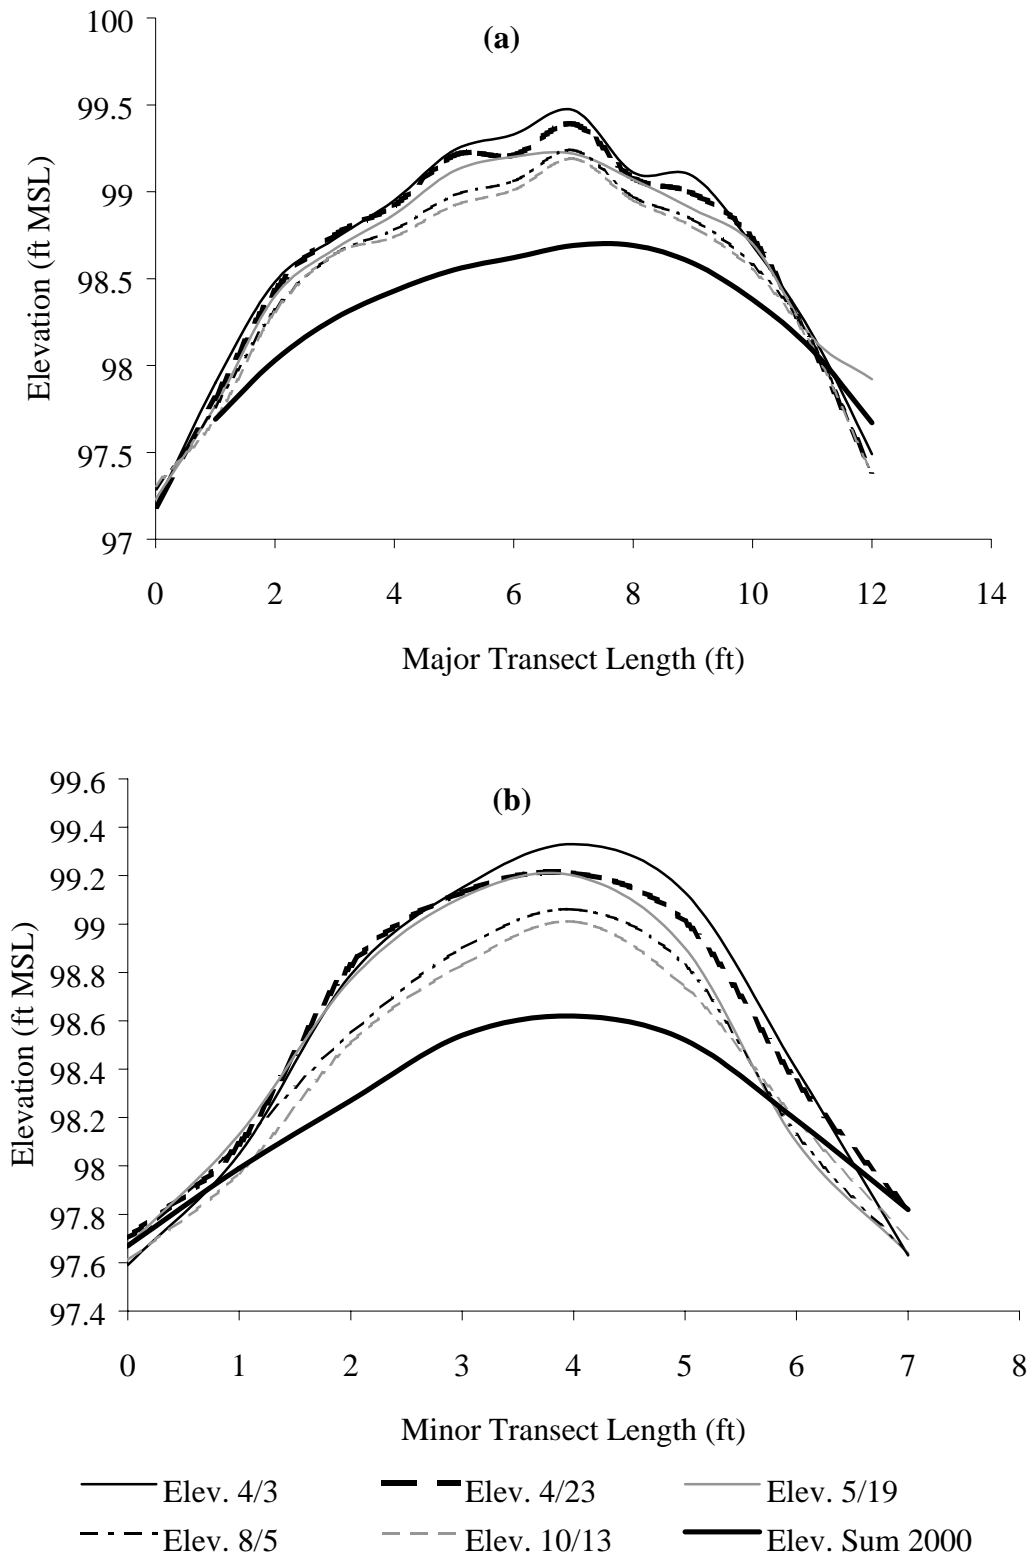 (a)
100
99.5
99
98.5
98
97.5
97
Elevation (ft MSL)
0 2 4 6 8 10 12 14
Major Transect Length (ft)
(b)
99.6
99.4
99.2
99
98.8
98.6
98.4
98.2
98
97.8
97.6
97.4
Elevation (ft MSL)
0 1 2 3 4 5 6 7 8
Minor Transect Length (ft)
Elev. 4/3 Elev. 4/23 Elev. 5/19
Elev. 8/5 Elev. 10/13 Elev. Sum 2000